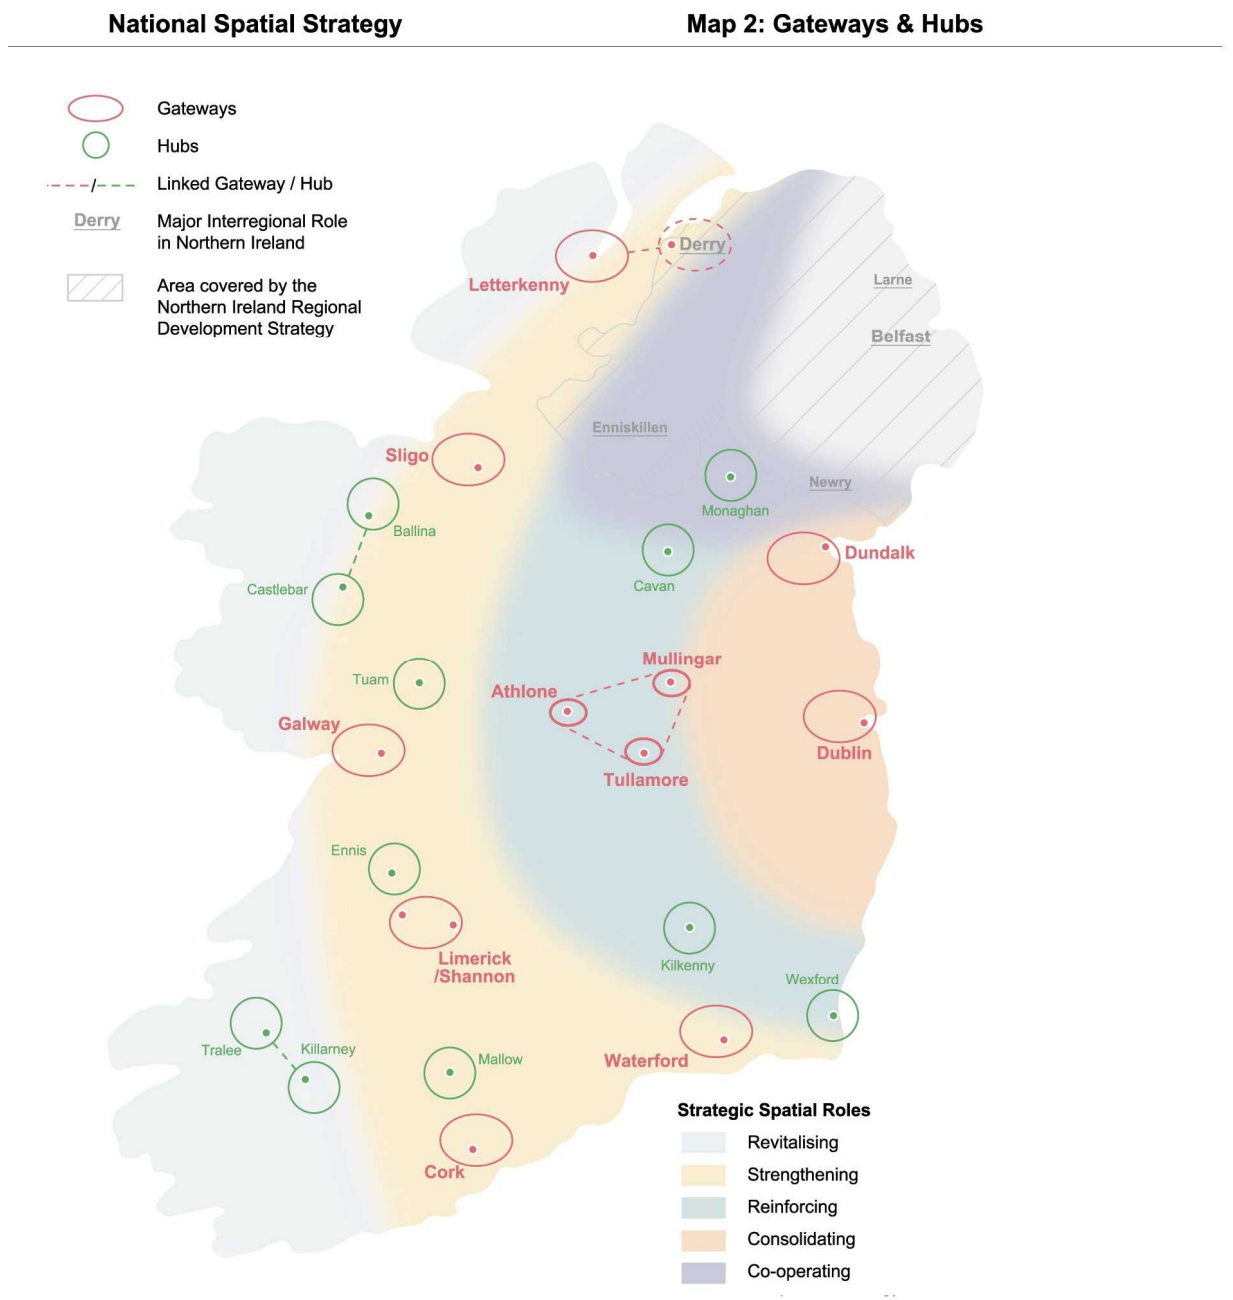 National Spatial Strategy
Map 2: Gateways & Hubs
Gateways
Hubs
Linked Gateway / Hub
Derry
Major Interregional Role
in Northern Ireland
Area covered by the
Northern Ireland Regional
Development Strategy
Derry
Letterkenny
Larne
Belfast
Enniskillen
Sligo
Newry
Monaghan
Ballina
Dundalk
Cavan
Castlebar
Mullingar
Tuam
Athlone
Galway
Dublin
Tullamore
Ennis
Limerick
/Shannon
Kilkenny
Wexford
Tralee
Killarney
Mallow
Waterford
Cork
Strategic Spatial Roles
Revitalising
Strengthening
Reinforcing
Consolidating
Co-operating